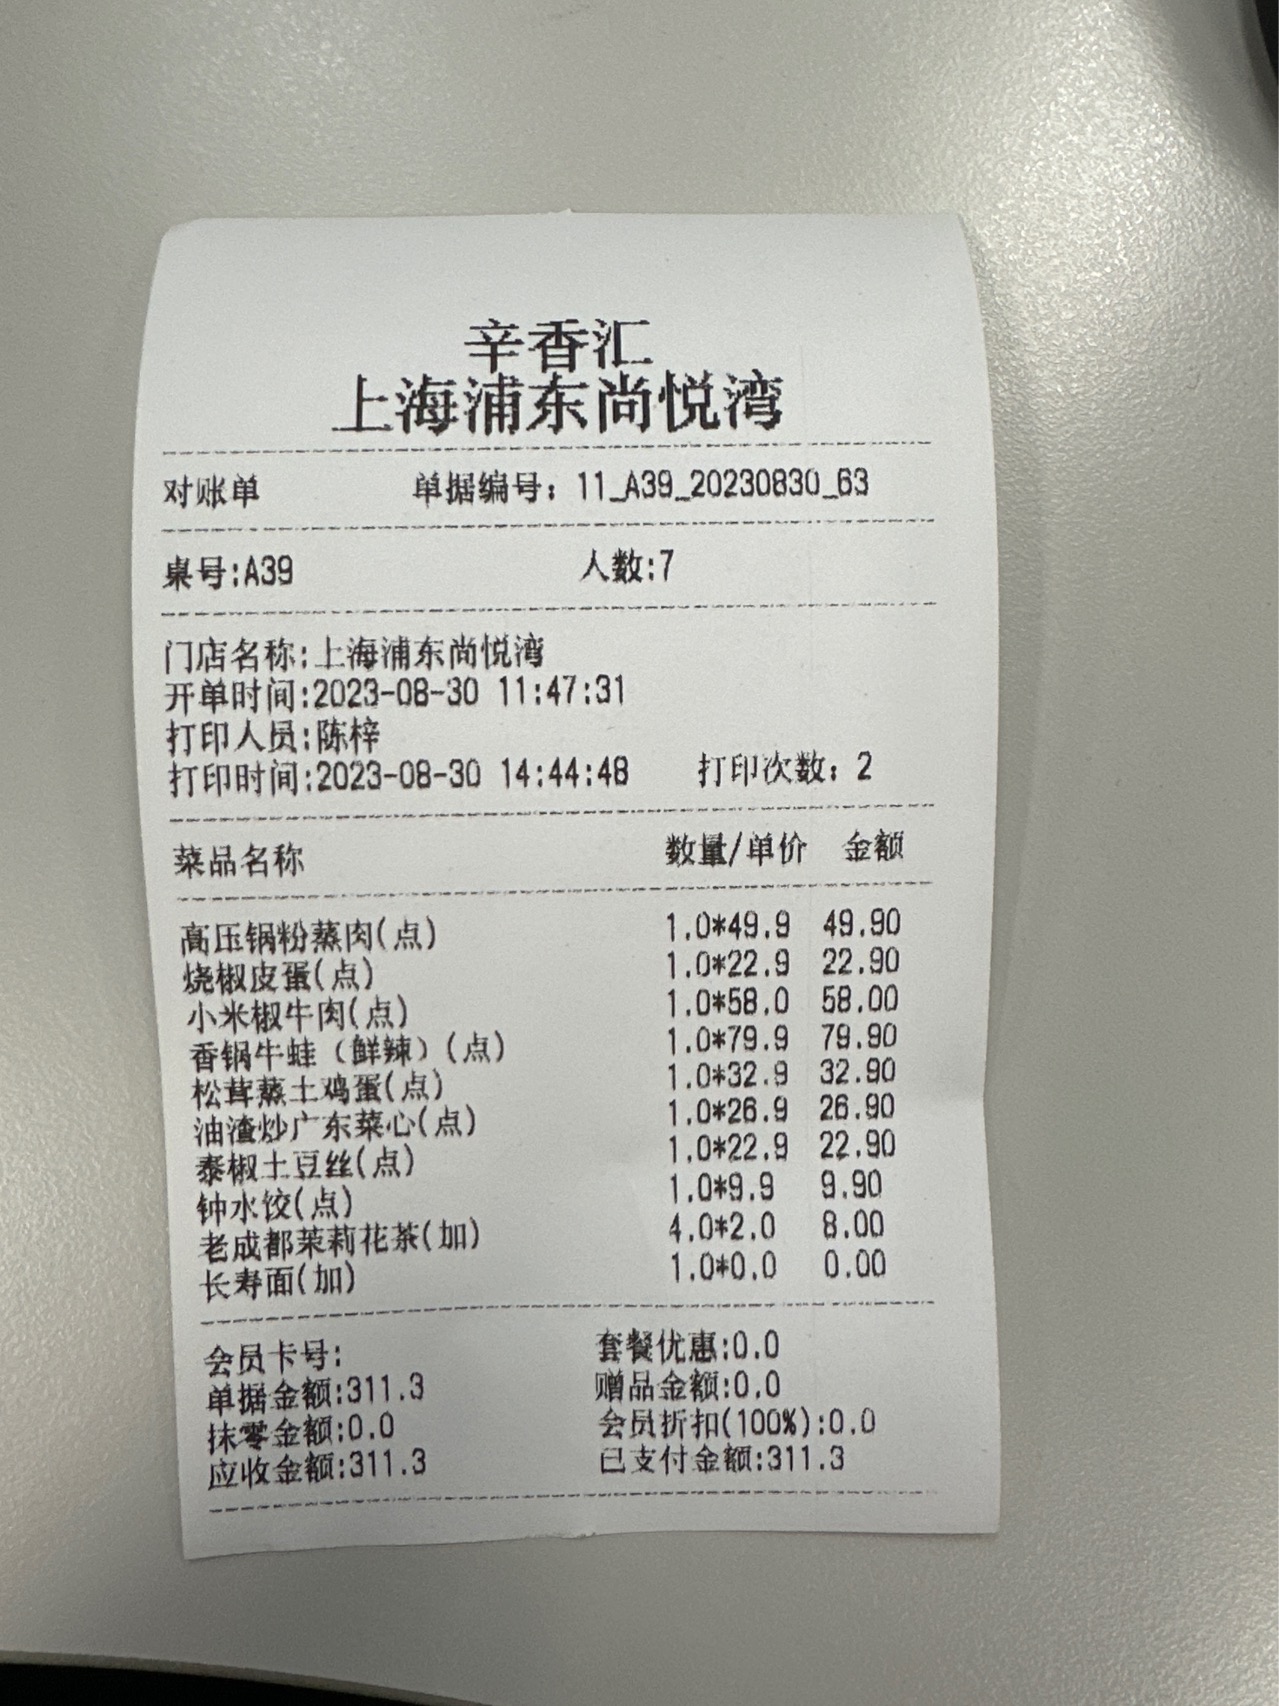 辛香汇
上海浦东尚悦湾
对账单 单据编号：11_A39_20230830_63
桌号:A39 人数:7
门店名称:上海浦东尚悦湾
开单时间:2023-08-30 11:47:31
打印人员:陈梓
打印时间:2023-08-30 14:44:48 打印次数：2
菜品名称 数量/单价 金额
高压锅粉蒸肉(点) 1.0*49.9 49.90
烧椒皮蛋(点) 1.0*22.9 22.90
小米椒牛肉(点) 1.0*58.0 58.00
香锅牛蛙（鲜辣）(点) 1.0*79.9 79.90
松茸蒸土鸡蛋(点) 1.0*32.9 32.90
油渣炒广东菜心(点) 1.0*26.9 26.90
泰椒土豆丝(点) 1.0*22.9 22.90
钟水饺(点) 1.0*9.9 9.90
老成都茉莉花茶(加) 4.0*2.0 8.00
长寿面(加) 1.0*0.0 0.00
会员卡号: 套餐优惠:0.0
单据金额:311.3 赠品金额:0.0
抹零金额:0.0 会员折扣(100%):0.0
应收金额:311.3 已支付金额:311.3